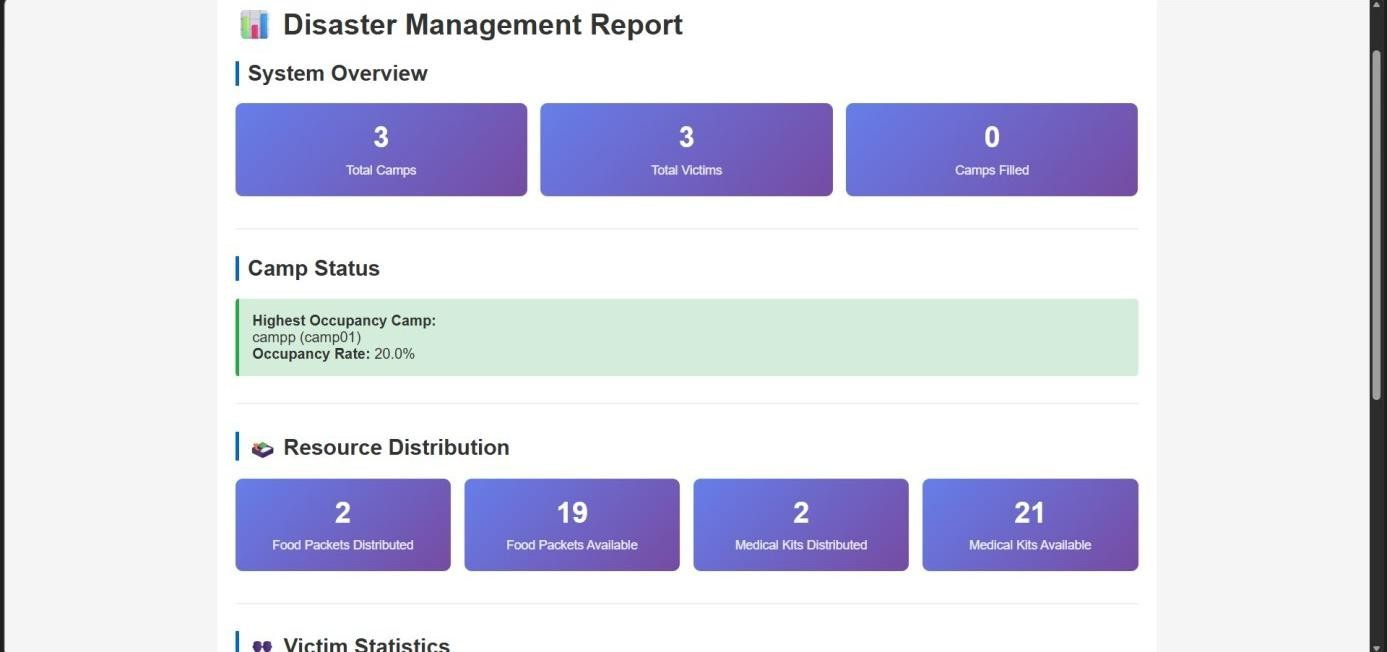 Disaster Management Report
System Overview
3
Total Camps
3
Total Victims
0
Camps Filled
Camp Status
Highest Occupancy Camp:
campp (camp01)
Occupancy Rate: 20.0%
Resource Distribution
2
Food Packets Distributed
19
Food Packets Available
2
Medical Kits Distributed
21
Medical Kits Available
Victim Statistics